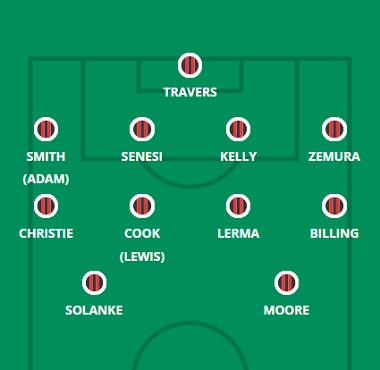 TRAVERS
SMITH SENESI KELLY ZEMURA
(ADAM)
CHRISTIE COOK LERMA BILLING
(LEWIS)
SOLANKE MOORE